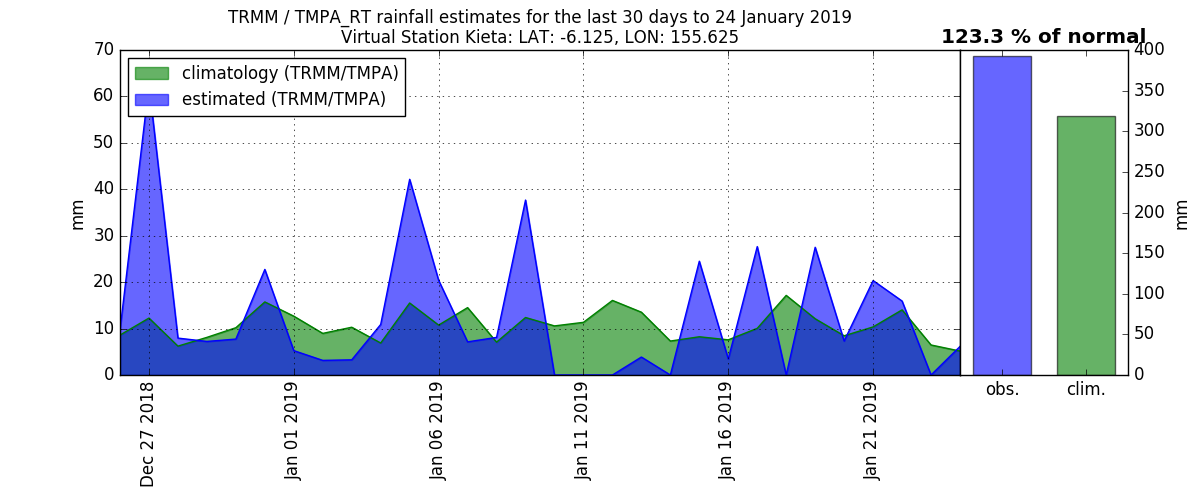 TRMM / TMPA_RT rainfall estimates for the last 30 days to 24 January 2019
Virtual Station Kieta: LAT: -6.125, LON: 155.625
123.3 % of normal
climatology (TRMM/TMPA)
estimated (TRMM/TMPA)
mm
70
60
50
40
30
20
10
0
Dec 27 2018
Jan 01 2019
Jan 06 2019
Jan 11 2019
Jan 16 2019
Jan 21 2019
obs.
clim.
400
350
300
250
200
150
100
50
0
mm